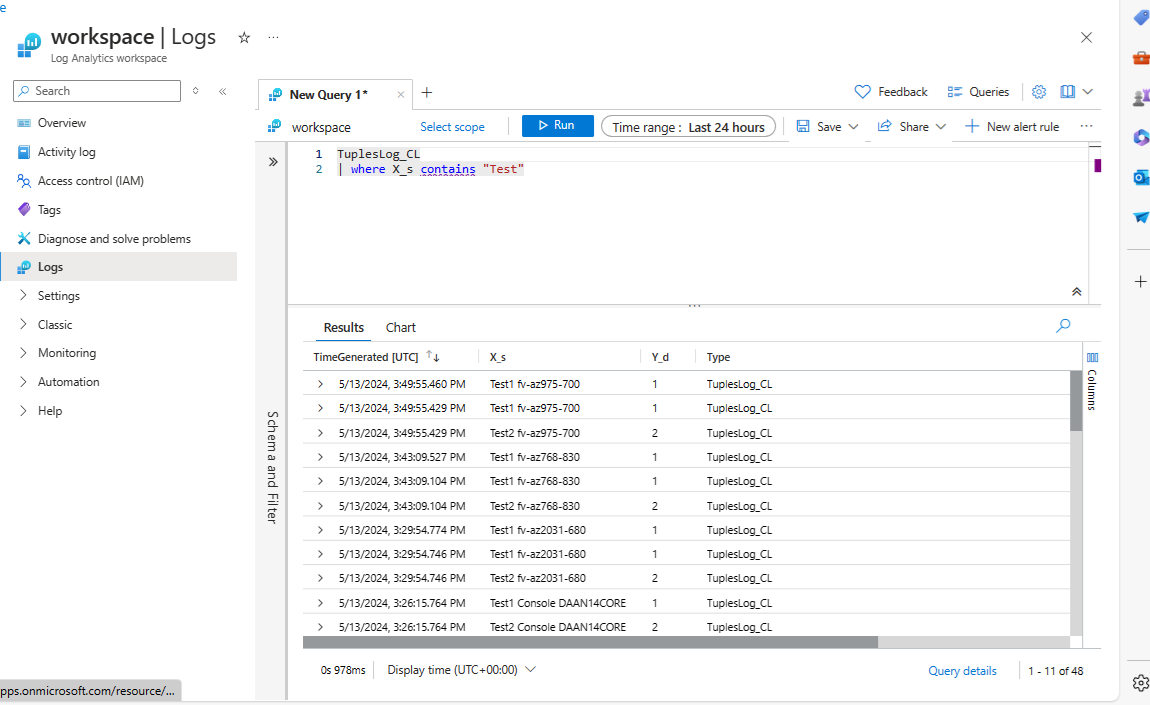 e
workspace | Logs
Log Analytics workspace
Search
Overview
Activity log
Access control (IAM)
Tags
Diagnose and solve problems
Logs
Settings
Classic
Monitoring
Automation
Help
New Query 1*
Feedback
Queries
workspace
Select scope
Run
Time range : Last 24 hours
Save
Share
New alert rule
1 TuplesLog_CL
2 | where X_s contains "Test"
Schema and Filter
Results Chart
TimeGenerated [UTC] X_s Y_d Type
5/13/2024, 3:49:55.460 PM Test1 fv-az975-700 1 TuplesLog_CL
5/13/2024, 3:49:55.429 PM Test1 fv-az975-700 1 TuplesLog_CL
5/13/2024, 3:49:55.429 PM Test2 fv-az975-700 2 TuplesLog_CL
5/13/2024, 3:43:09.527 PM Test1 fv-az768-830 1 TuplesLog_CL
5/13/2024, 3:43:09.104 PM Test1 fv-az768-830 1 TuplesLog_CL
5/13/2024, 3:43:09.104 PM Test2 fv-az768-830 2 TuplesLog_CL
5/13/2024, 3:29:54.774 PM Test1 fv-az2031-680 1 TuplesLog_CL
5/13/2024, 3:29:54.746 PM Test1 fv-az2031-680 1 TuplesLog_CL
5/13/2024, 3:29:54.746 PM Test2 fv-az2031-680 2 TuplesLog_CL
5/13/2024, 3:26:15.764 PM Test1 Console DAAN14CORE 1 TuplesLog_CL
5/13/2024, 3:26:15.764 PM Test2 Console DAAN14CORE 2 TuplesLog_CL
Columns
0s 978ms
Display time (UTC+00:00)
Query details
1 - 11 of 48
pps.onmicrosoft.com/resource/...